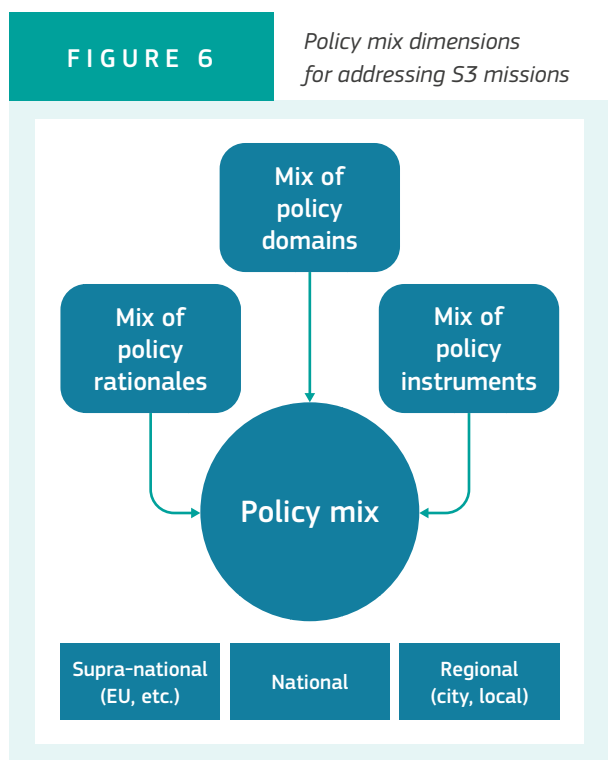 FIGURE 6
Policy mix dimensions
for addressing S3 missions
Mix of
policy
domains
Mix of
policy
rationales
Mix of
policy
instruments
Policy mix
Supra-national
(EU, etc.)
National
Regional
(city, local)